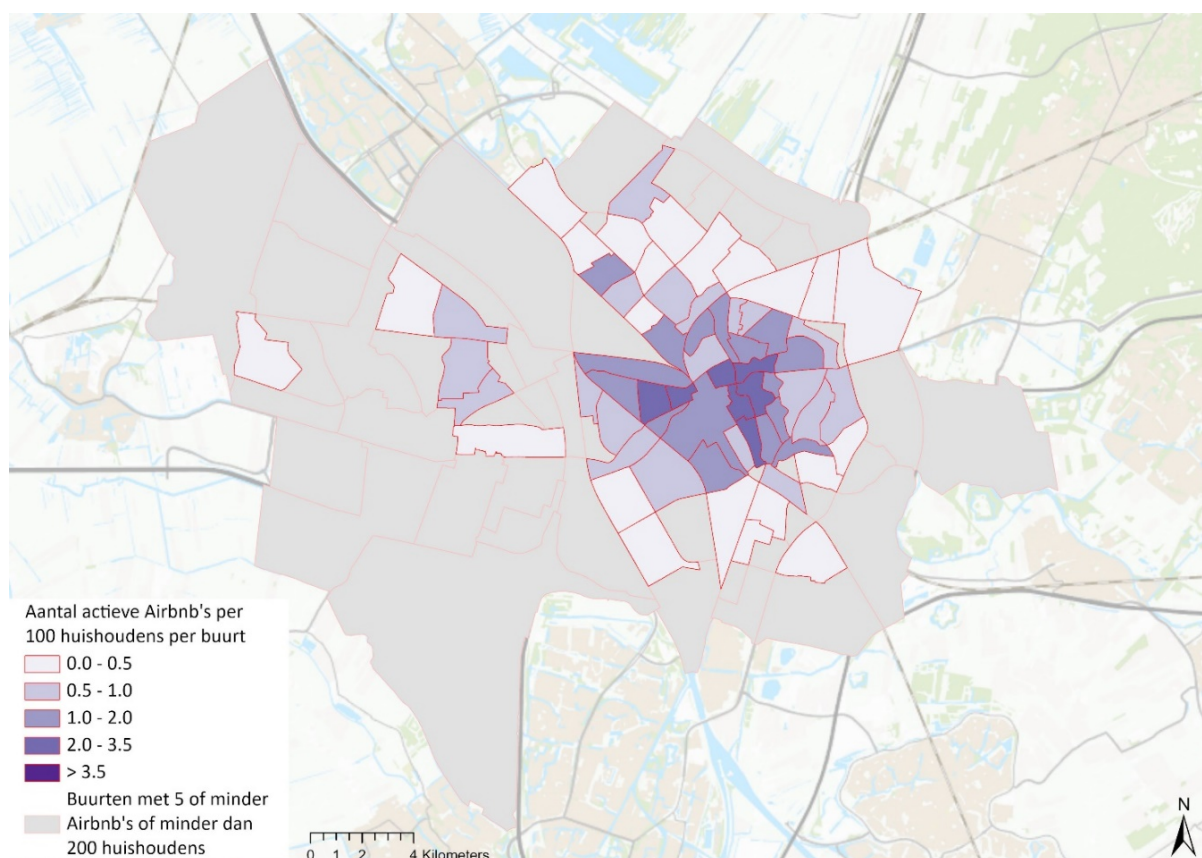 Aantal actieve Airbnb's per
100 huishoudens per buurt
0.0 - 0.5
0.5 - 1.0
1.0 - 2.0
2.0 - 3.5
> 3.5
Buurten met 5 of minder
Airbnb's of minder dan
200 huishoudens
0 1 2 4 Kilometers
N